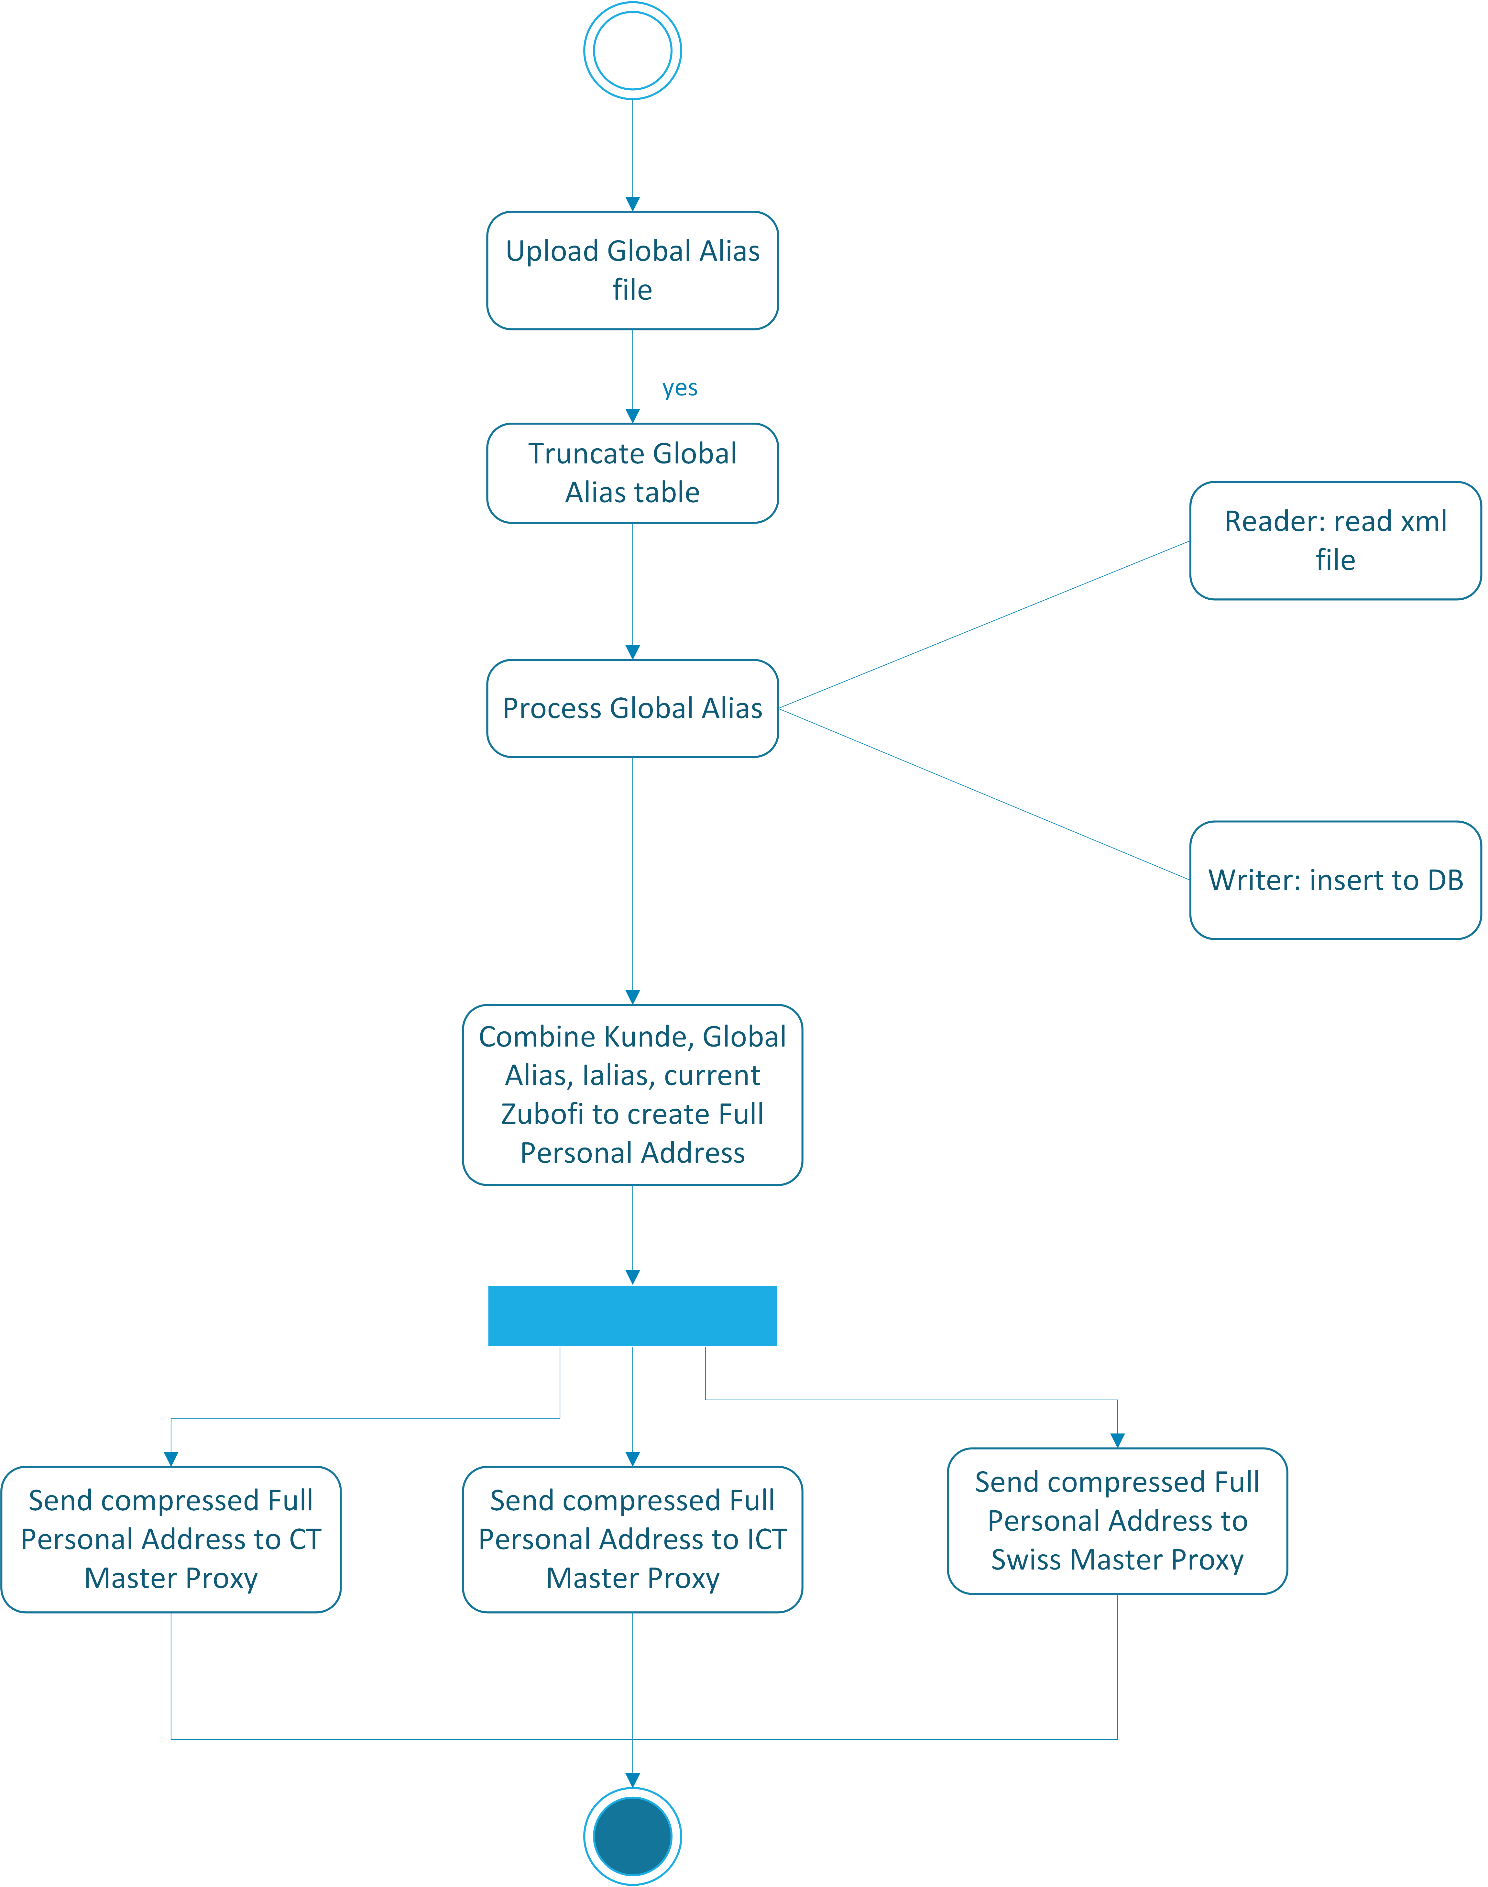 Upload Global Alias
file
yes
Truncate Global
Alias table
Reader: read xml
file
Process Global Alias
Writer: insert to DB
Combine Kunde, Global
Alias, Ialias, current
Zubofi to create Full
Personal Address
Send compressed Full
Personal Address to CT
Master Proxy
Send compressed Full
Personal Address to ICT
Master Proxy
Send compressed Full
Personal Address to
Swiss Master Proxy